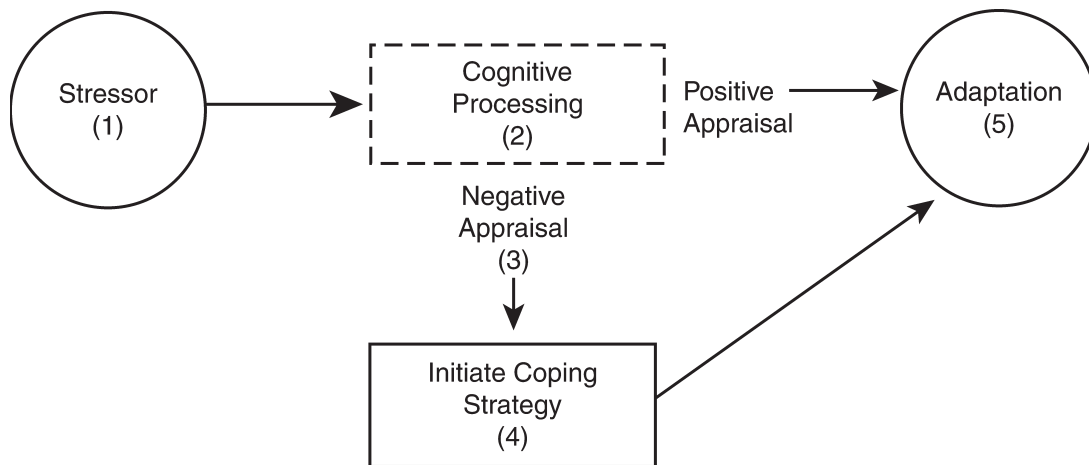 Stressor
(1)
Cognitive
Processing
(2)
Positive
Appraisal
Adaptation
(5)
Negative
Appraisal
(3)
Initiate Coping
Strategy
(4)